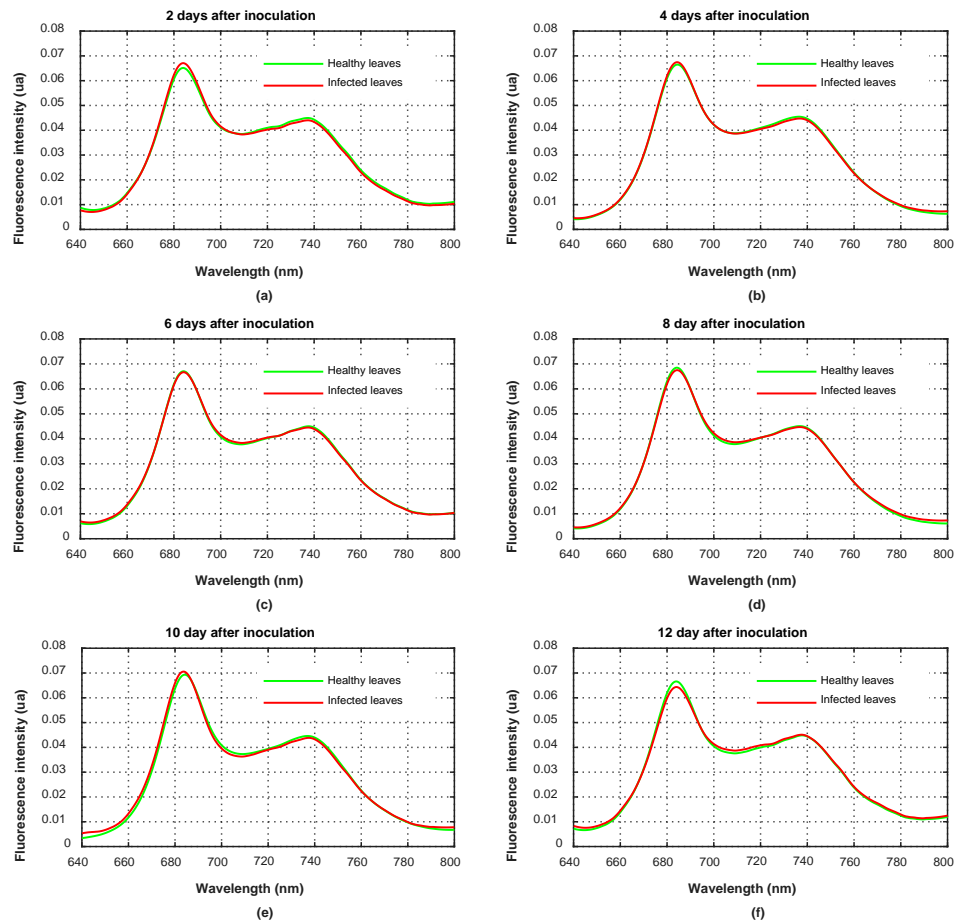 2 days after inoculation
Fluorescence intensity (ua)
0.08
0.07
0.06
0.05
0.04
0.03
0.02
0.01
0
Healthy leaves
Infected leaves
640 660 680 700 720 740 760 780 800
Wavelength (nm)
(a)
4 days after inoculation
Fluorescence intensity (ua)
0.08
0.07
0.06
0.05
0.04
0.03
0.02
0.01
0
Healthy leaves
Infected leaves
640 660 680 700 720 740 760 780 800
Wavelength (nm)
(b)
6 days after inoculation
Fluorescence intensity (ua)
0.08
0.07
0.06
0.05
0.04
0.03
0.02
0.01
0
Healthy leaves
Infected leaves
640 660 680 700 720 740 760 780 800
Wavelength (nm)
(c)
8 day after inoculation
Fluorescence intensity (ua)
0.08
0.07
0.06
0.05
0.04
0.03
0.02
0.01
0
Healthy leaves
Infected leaves
640 660 680 700 720 740 760 780 800
Wavelength (nm)
(d)
10 day after inoculation
Fluorescence intensity (ua)
0.08
0.07
0.06
0.05
0.04
0.03
0.02
0.01
0
Healthy leaves
Infected leaves
640 660 680 700 720 740 760 780 800
Wavelength (nm)
(e)
12 day after inoculation
Fluorescence intensity (ua)
0.08
0.07
0.06
0.05
0.04
0.03
0.02
0.01
0
Healthy leaves
Infected leaves
640 660 680 700 720 740 760 780 800
Wavelength (nm)
(f)